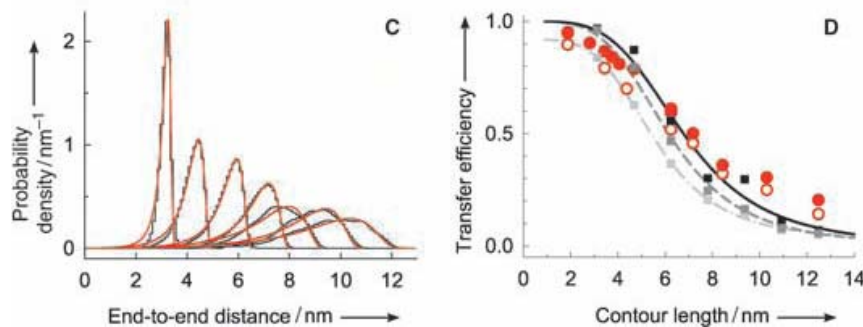 C
2
1
0
Probability
density / nm⁻¹
0 2 4 6 8 10 12
End-to-end distance / nm
D
1.0
0.5
0.0
Transfer efficiency
0 2 4 6 8 10 12 14
Contour length / nm